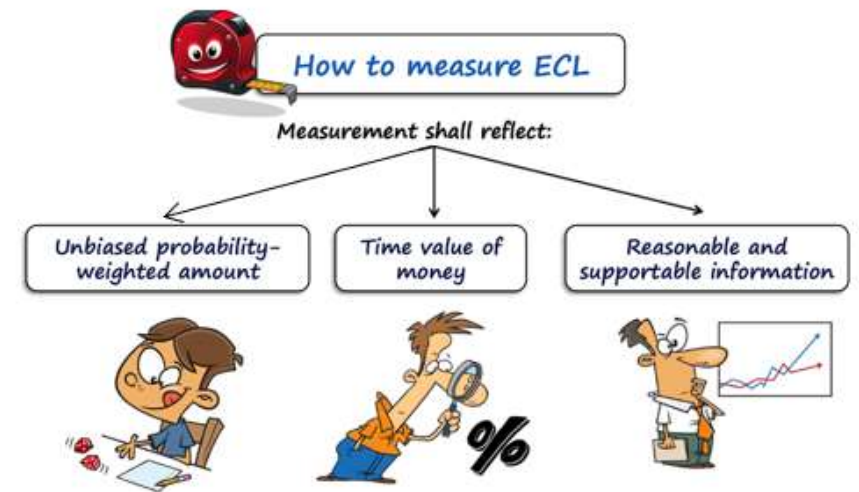 How to measure ECL
Measurement shall reflect:
Unbiased probability-
weighted amount
Time value of
money
Reasonable and
supportable information
%